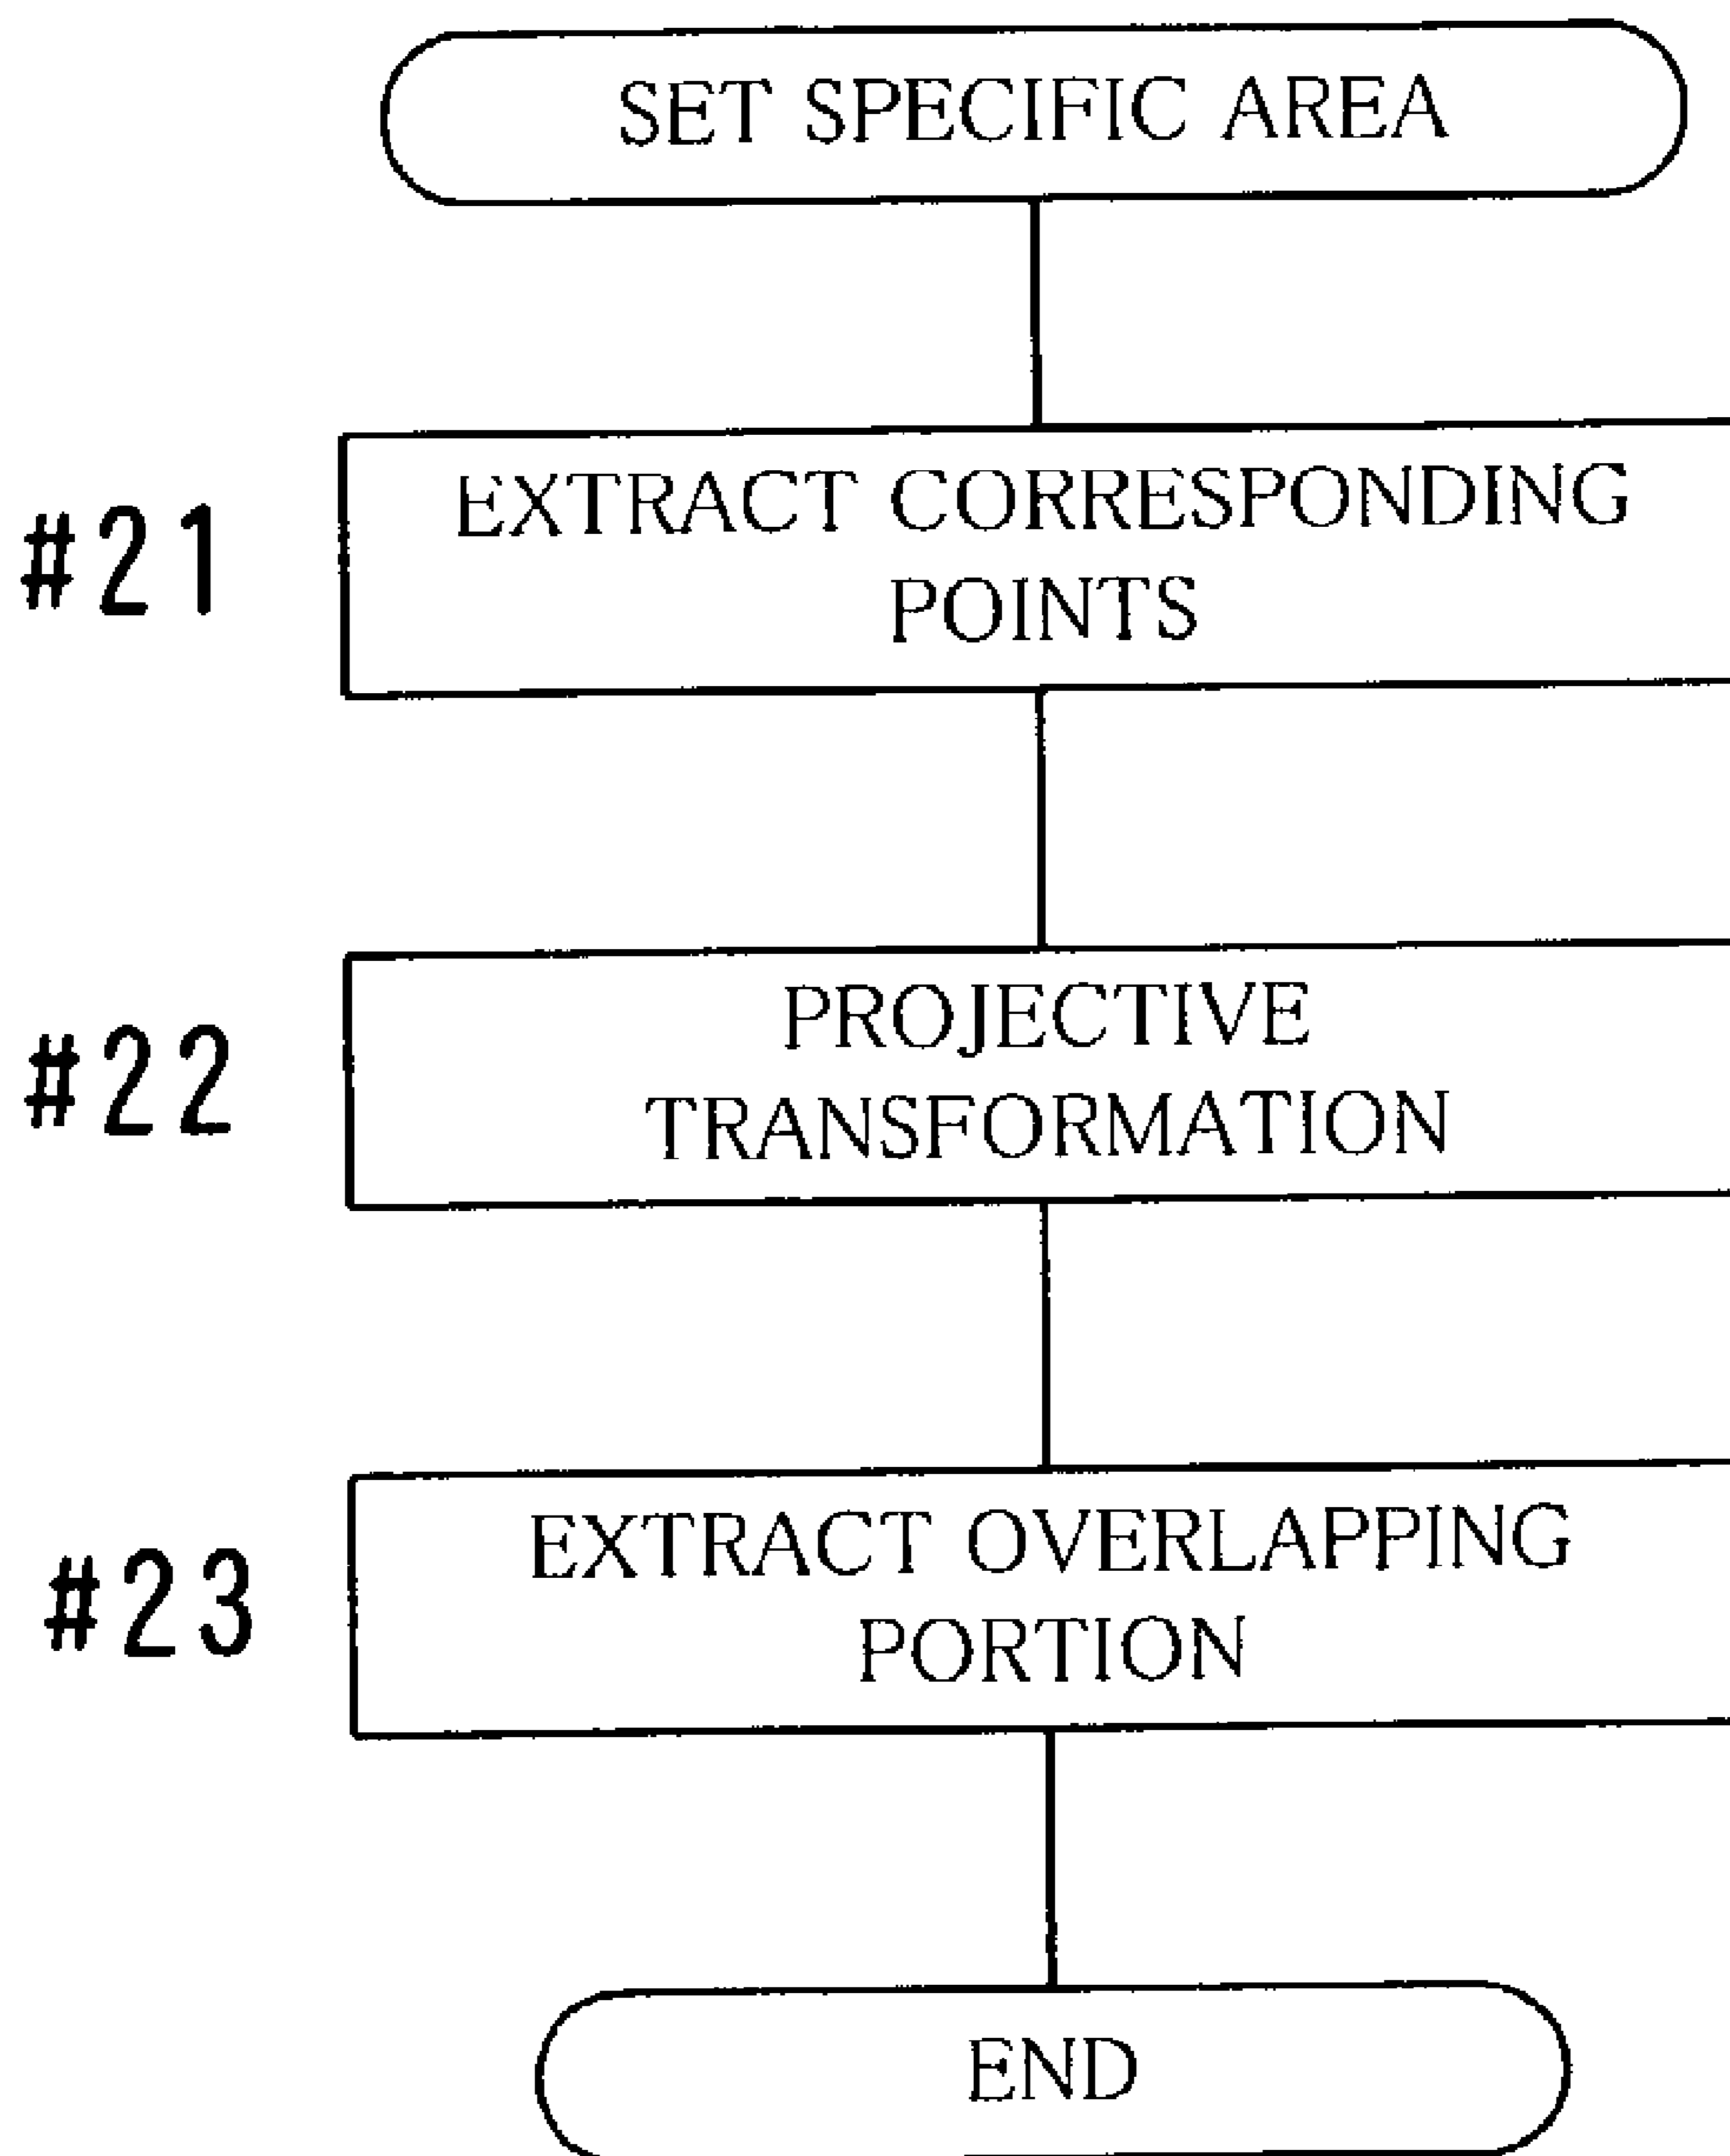 SET SPECIFIC AREA
#21
EXTRACT CORRESPONDING
POINTS
#22
PROJECTIVE
TRANSFORMATION
#23
EXTRACT OVERLAPPING
PORTION
END